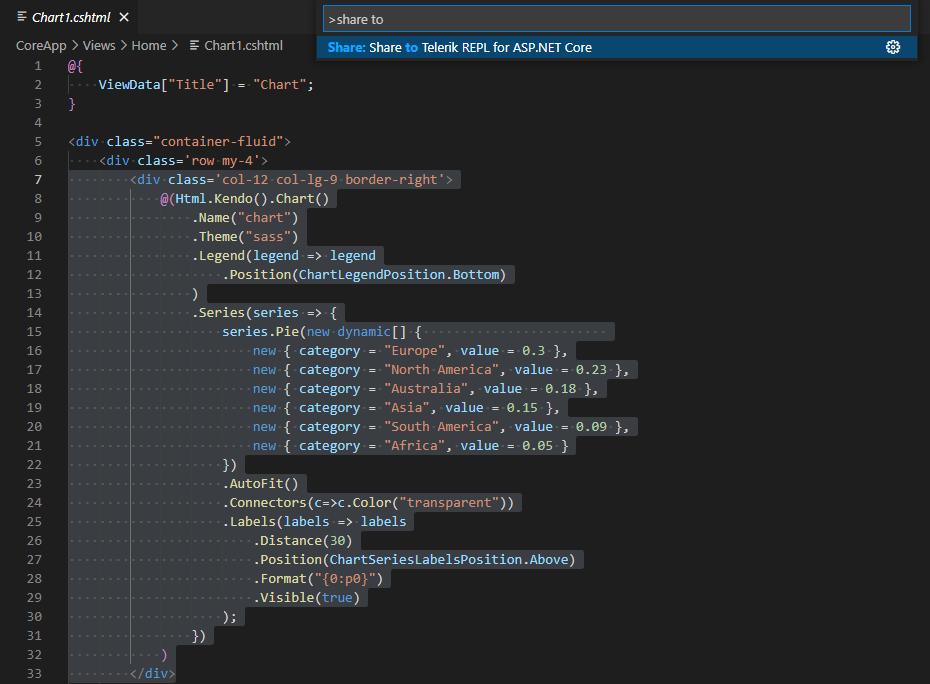 Chart1.cshtml
>share to
Share: Share to Telerik REPL for ASP.NET Core
CoreApp > Views > Home > Chart1.cshtml
1 @{
2     ViewData["Title"] = "Chart";
3 }
4
5 <div class="container-fluid">
6     <div class='row my-4'>
7         <div class='col-12 col-lg-9 border-right'>
8             @(Html.Kendo().Chart()
9                 .Name("chart")
10                 .Theme("sass")
11                 .Legend(legend => legend
12                     .Position(ChartLegendPosition.Bottom)
13                 )
14                 .Series(series => {
15                     series.Pie(new dynamic[] {
16                         new { category = "Europe", value = 0.3 },
17                         new { category = "North America", value = 0.23 },
18                         new { category = "Australia", value = 0.18 },
19                         new { category = "Asia", value = 0.15 },
20                         new { category = "South America", value = 0.09 },
21                         new { category = "Africa", value = 0.05 }
22                     })
23                     .AutoFit()
24                     .Connectors(c=>c.Color("transparent"))
25                     .Labels(labels => labels
26                         .Distance(30)
27                         .Position(ChartSeriesLabelsPosition.Above)
28                         .Format("{0:p0}")
29                         .Visible(true)
30                     );
31                 })
32             )
33         </div>